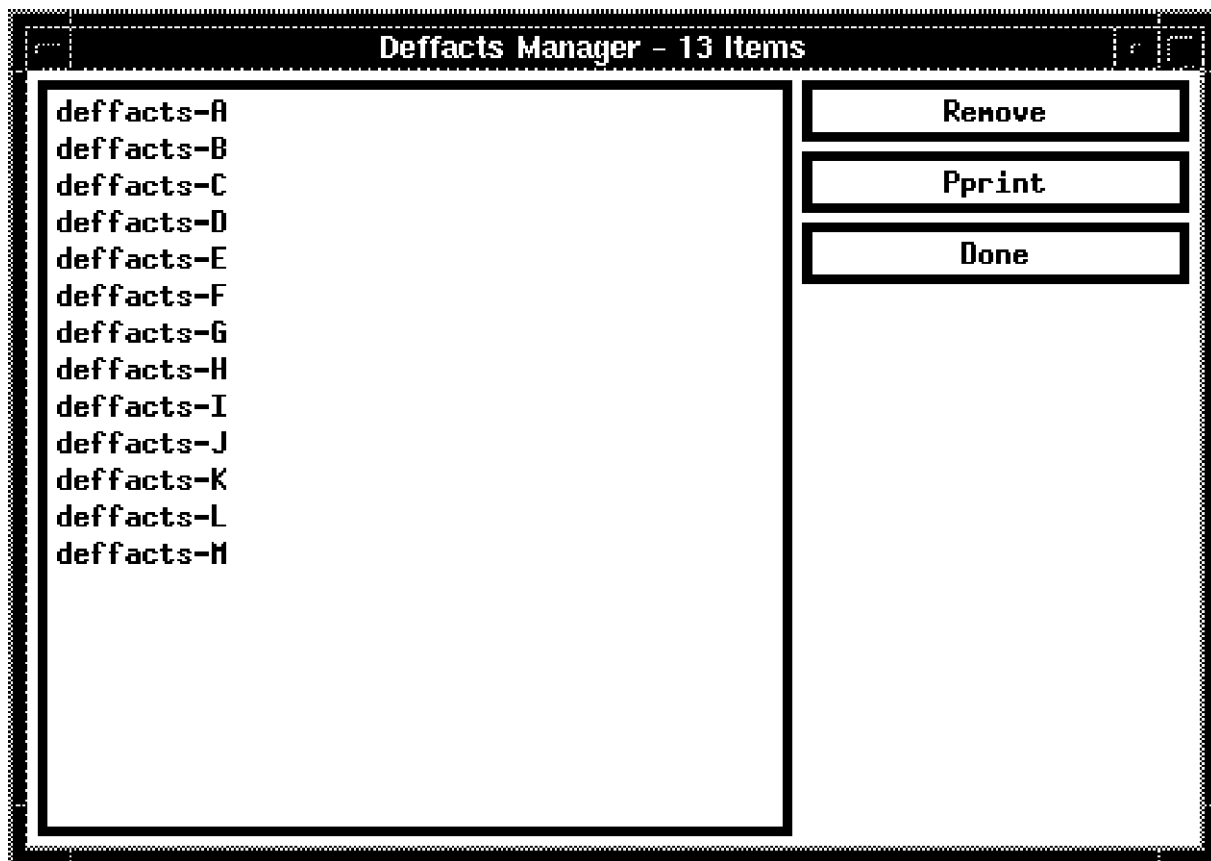 Deffacts Manager - 13 Items
deffacts-A
deffacts-B
deffacts-C
deffacts-D
deffacts-E
deffacts-F
deffacts-G
deffacts-H
deffacts-I
deffacts-J
deffacts-K
deffacts-L
deffacts-M
Remove
Pprint
Done